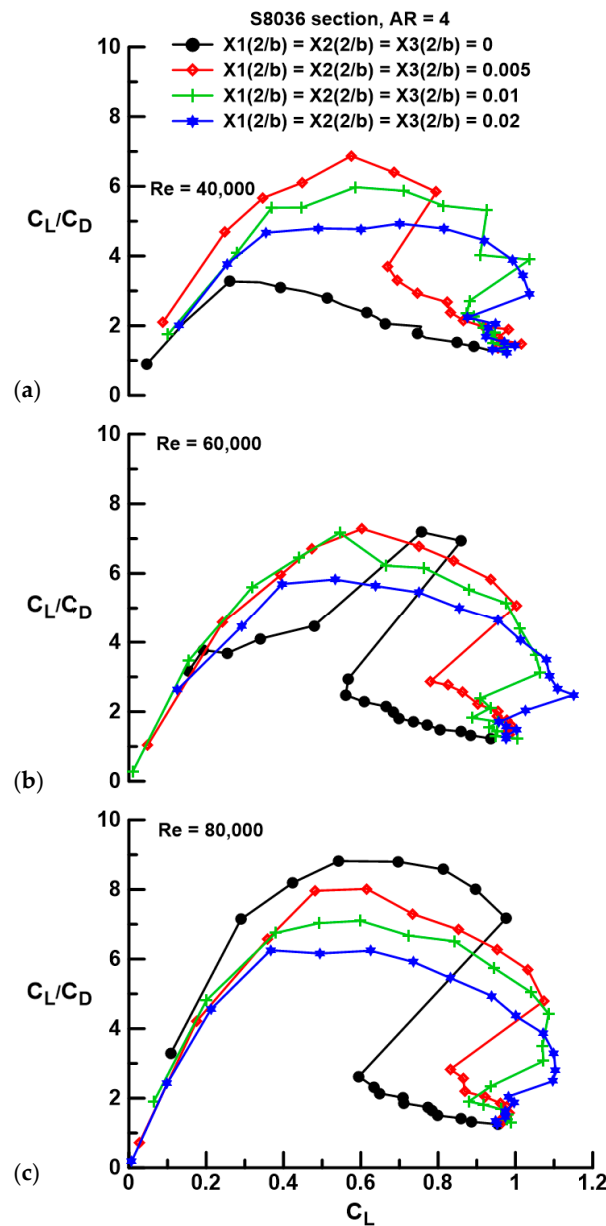 S8036 section, AR = 4
X1(2/b) = X2(2/b) = X3(2/b) = 0
X1(2/b) = X2(2/b) = X3(2/b) = 0.005
X1(2/b) = X2(2/b) = X3(2/b) = 0.01
X1(2/b) = X2(2/b) = X3(2/b) = 0.02
10
8
6
4
2
0
Re = 40,000
CL/CD
(a)
10
8
6
4
2
0
Re = 60,000
CL/CD
(b)
10
8
6
4
2
0
Re = 80,000
CL/CD
(c)
0 0.2 0.4 0.6 0.8 1 1.2
CL